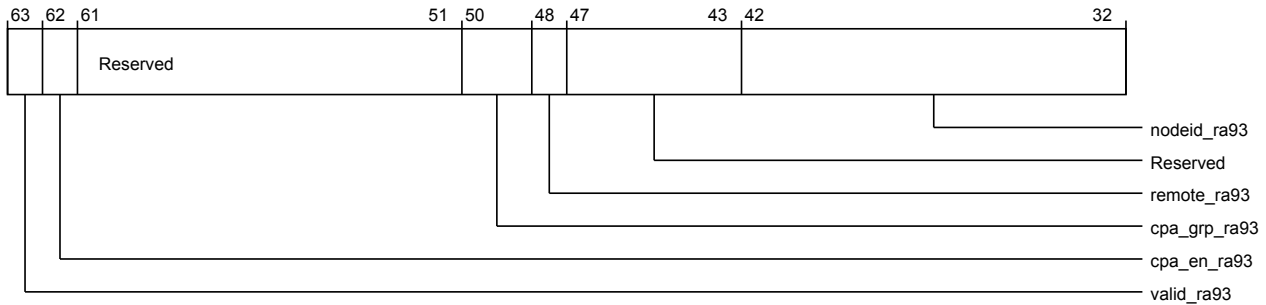 63 62 61 51 50 48 47 43 42 32
Reserved
nodeid_ra93
Reserved
remote_ra93
cpa_grp_ra93
cpa_en_ra93
valid_ra93